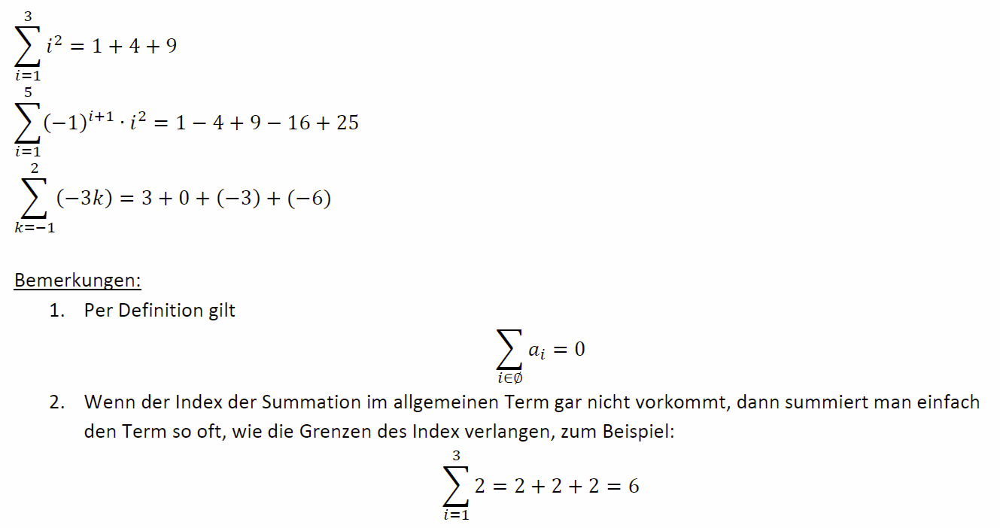 $\sum_{i=1}^{3} i^2 = 1 + 4 + 9$
$\sum_{i=1}^{5} (-1)^{i+1} \cdot i^2 = 1 - 4 + 9 - 16 + 25$
$\sum_{k=-1}^{2} (-3k) = 3 + 0 + (-3) + (-6)$
Bemerkungen:
1. Per Definition gilt
$\sum_{i \in \emptyset} a_i = 0$
2. Wenn der Index der Summation im allgemeinen Term gar nicht vorkommt, dann summiert man einfach
den Term so oft, wie die Grenzen des Index verlangen, zum Beispiel:
$\sum_{i=1}^{3} 2 = 2 + 2 + 2 = 6$